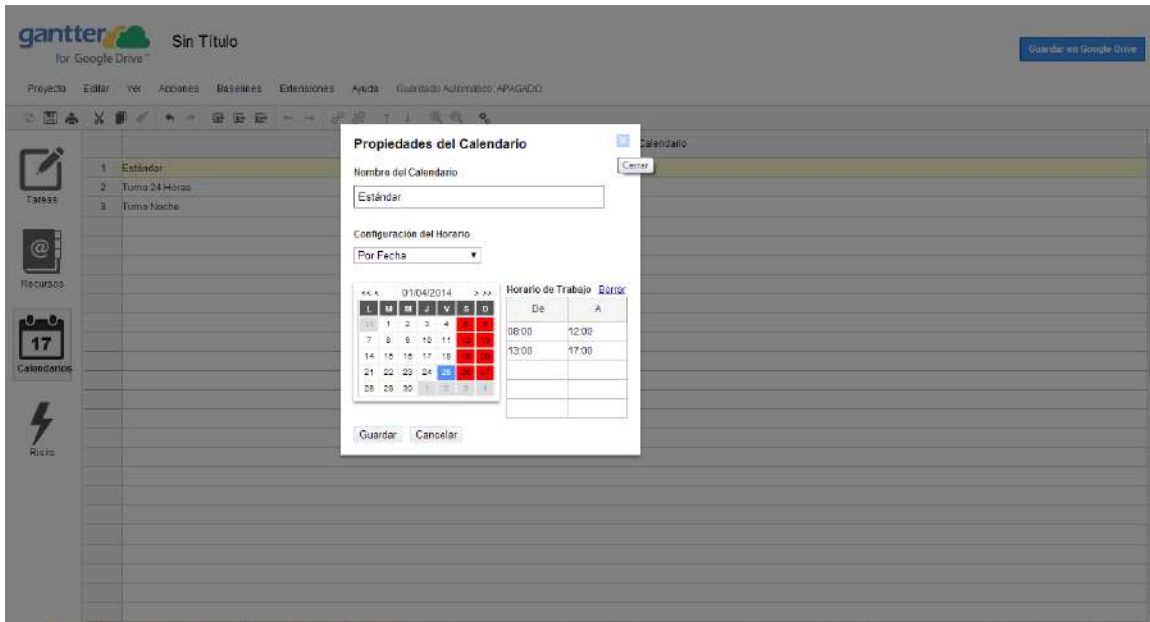 gantter
for Google Drive™
Sin Título
Guardar en Google Drive
Proyecto Editar Ver Acciones Baselines Extensiones Ayuda Guardado Automático: APAGADO
Calendario
1 Estándar
2 Turno 24 Horas
3 Turno Noche
Tareas
Recursos
17
Calendarios
Risks
Propiedades del Calendario
Cerrar
Nombre del Calendario
Estándar
Configuración del Horario
Por Fecha
<< < 01/04/2014 > >>
L M M J V S D
31 1 2 3 4 5 6
7 8 9 10 11 12 13
14 15 16 17 18 19 20
21 22 23 24 25 26 27
28 29 30 1 2 3 4
Horario de Trabajo Borrar
De A
08:00 12:00
13:00 17:00
Guardar Cancelar